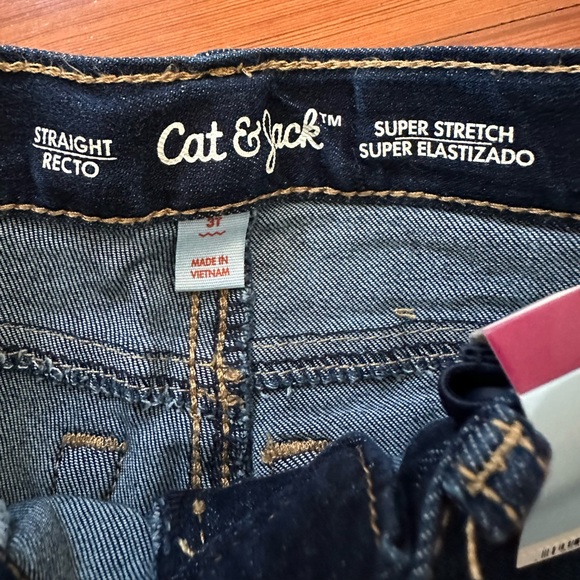 STRAIGHT
RECTO
Cat & Jack™
SUPER STRETCH
SUPER ELASTIZADO
3T
MADE IN
VIETNAM